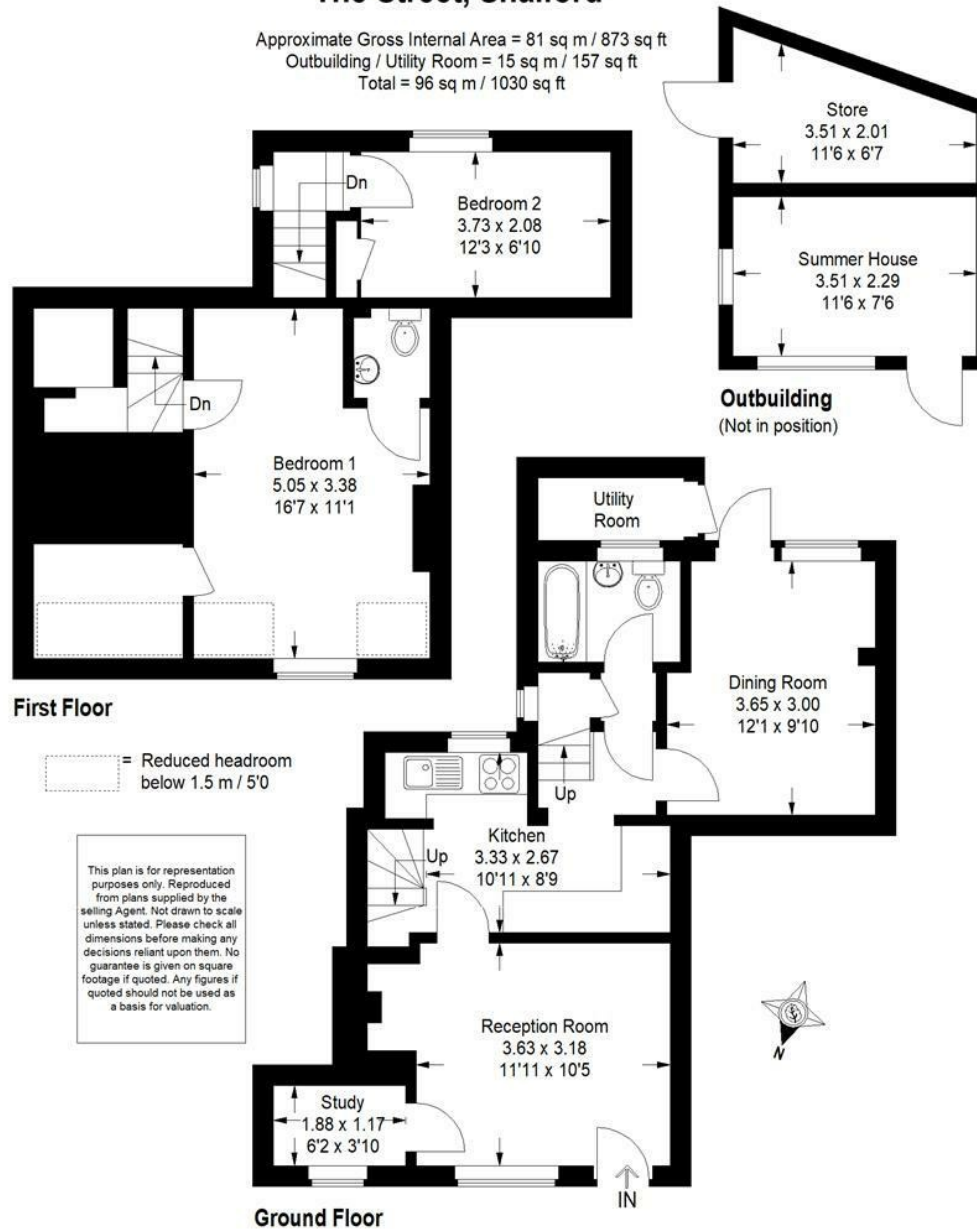 The Street, Shalford
Approximate Gross Internal Area = 81 sq m / 873 sq ft
Outbuilding / Utility Room = 15 sq m / 157 sq ft
Total = 96 sq m / 1030 sq ft
Store
3.51 x 2.01
11'6 x 6'7
Summer House
3.51 x 2.29
11'6 x 7'6
Outbuilding
(Not in position)
Dn
Bedroom 2
3.73 x 2.08
12'3 x 6'10
Dn
Bedroom 1
5.05 x 3.38
16'7 x 11'1
First Floor
= Reduced headroom
below 1.5 m / 5'0
This plan is for representation
purposes only. Reproduced
from plans supplied by the
selling Agent. Not drawn to scale
unless stated. Please check all
dimensions before making any
decisions reliant upon them. No
guarantee is given on square
footage if quoted. Any figures if
quoted should not be used as
a basis for valuation.
Utility
Room
Dining Room
3.65 x 3.00
12'1 x 9'10
Up
Kitchen
3.33 x 2.67
10'11 x 8'9
Up
Reception Room
3.63 x 3.18
11'11 x 10'5
Study
1.88 x 1.17
6'2 x 3'10
IN
N
Ground Floor